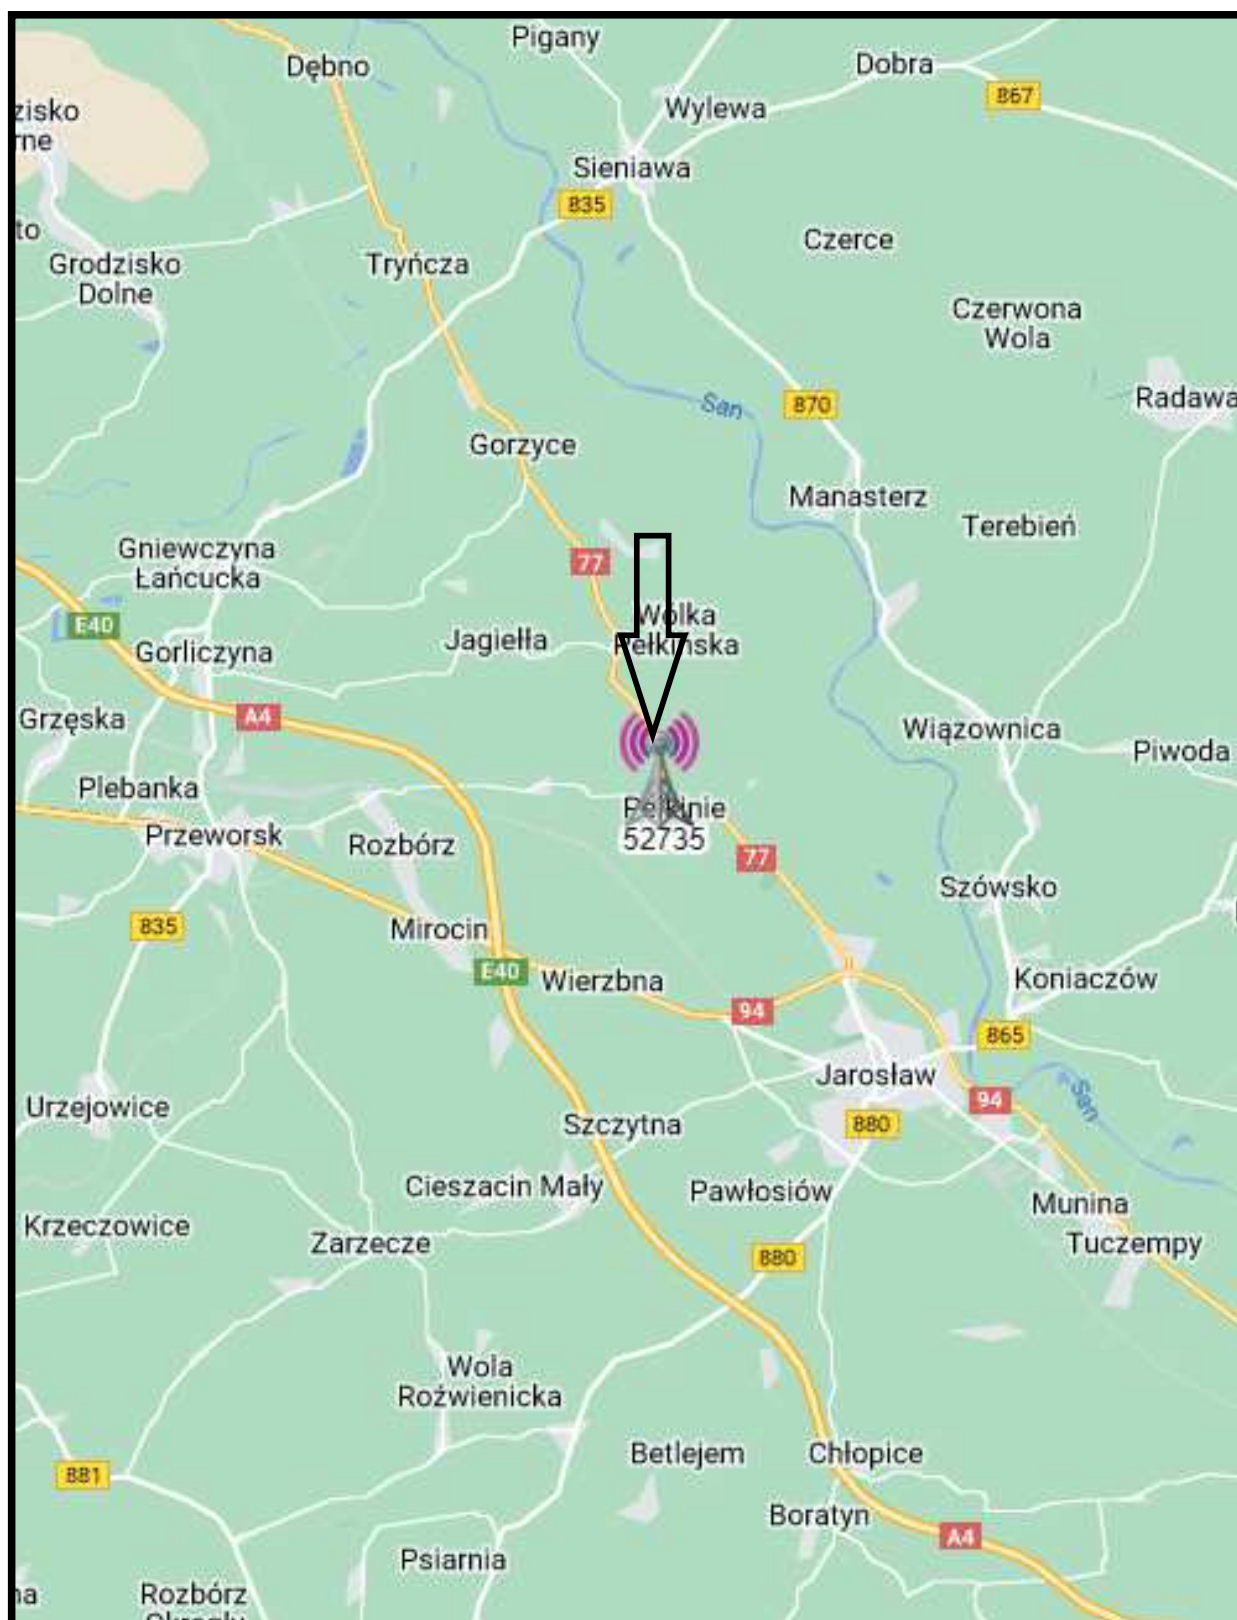 Pigany
Dębno
Dobra
867
zisko
rne
Wylewa
Sieniawa
835
to
Czerce
Grodzisko
Dolne
Tryńcza
Czerwona
Wola
Radawa
San
870
Gorzyce
Manasterz
Terebień
Gniewczyna
Łańcucka
77
E40
Wólka
Pełkińska
Jagiełła
Gorliczyna
Grzęska
A4
Wiązownica
Piwoda
Plebanka
Pełkinie
52735
Przeworsk
Rozbórz
77
Szówsko
835
Mirocin
E40
Wierzbna
Koniaczów
94
865
Jarosław
94
San
Urzejowice
Szczytna
880
Cieszacin Mały
Pawłosiów
Munina
Krzeczowice
Zarzecze
Tuczempy
880
Wola
Roźwienicka
Betlejem
Chłopice
881
Boratyn
A4
Psiarnia
na
Rozbórz